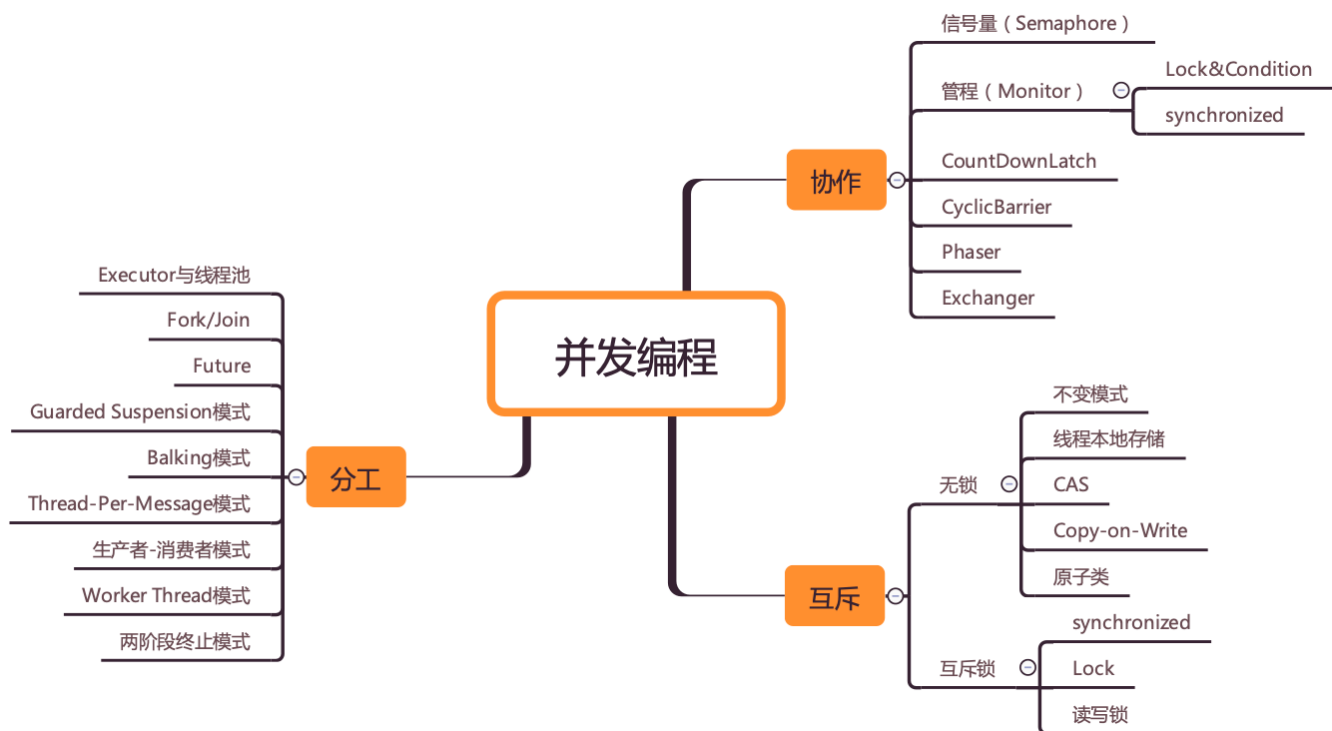 并发编程
协作
信号量（Semaphore）
管程（Monitor）
Lock&Condition
synchronized
CountDownLatch
CyclicBarrier
Phaser
Exchanger
分工
Executor与线程池
Fork/Join
Future
Guarded Suspension模式
Balking模式
Thread-Per-Message模式
生产者-消费者模式
Worker Thread模式
两阶段终止模式
互斥
无锁
不变模式
线程本地存储
CAS
Copy-on-Write
原子类
互斥锁
synchronized
Lock
读写锁